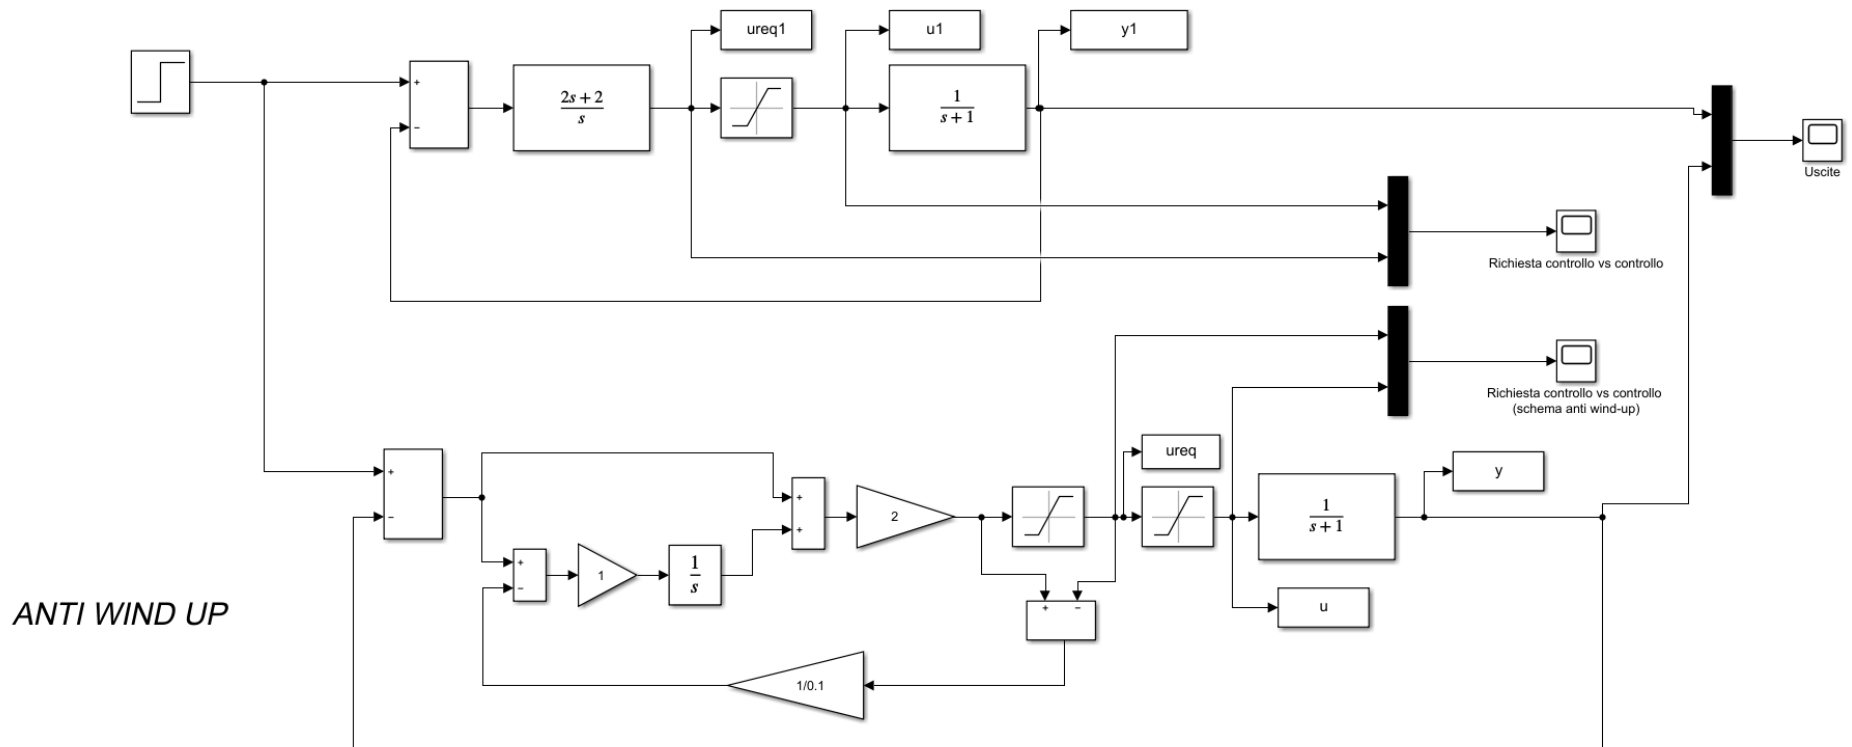 ureq1
u1
y1
+
−
2s + 2
s
1
s + 1
Uscite
Richiesta controllo vs controllo
Richiesta controllo vs controllo
(schema anti wind-up)
ureq
y
+
−
+
+
2
1
s + 1
+
−
1
1
s
+ −
u
ANTI WIND UP
1/0.1